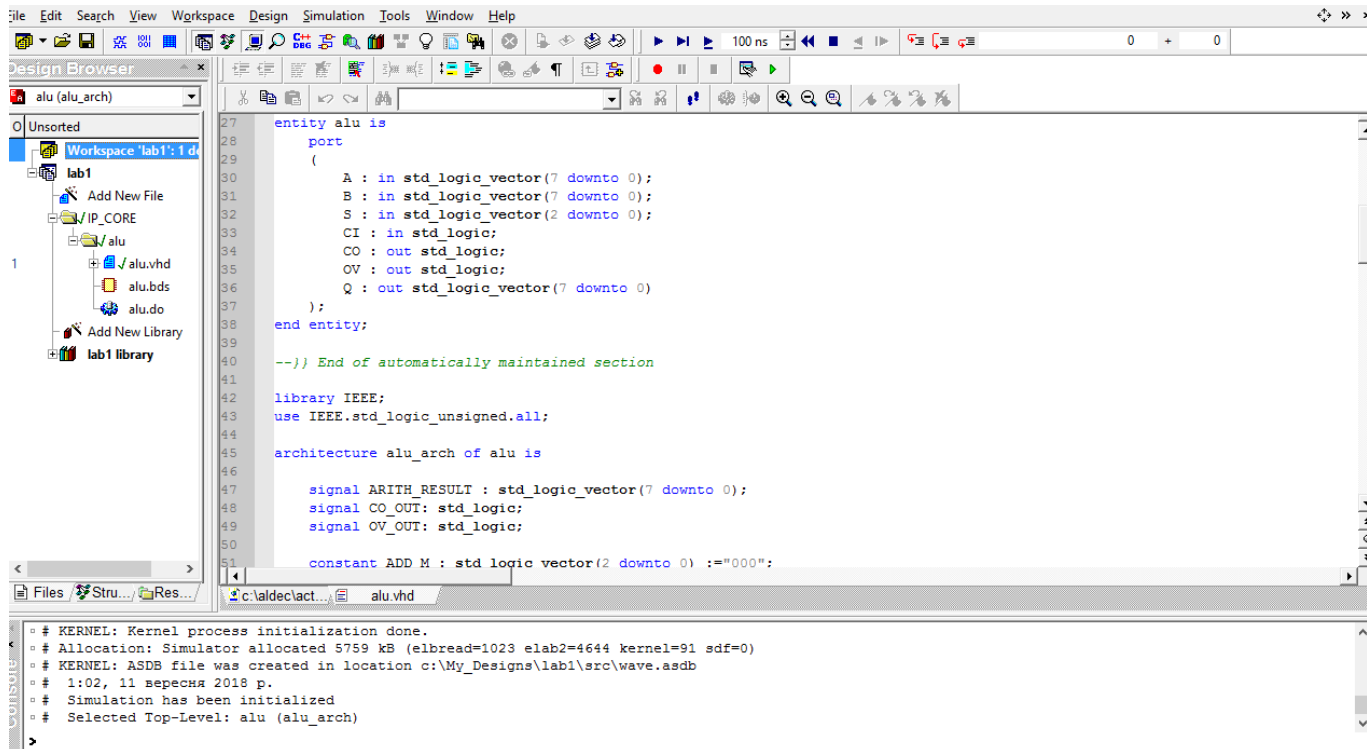 File Edit Search View Workspace Design Simulation Tools Window Help
C++ DBG 100 ns 0 + 0
Design Browser
alu (alu_arch)
O Unsorted
Workspace 'lab1': 1 de
lab1
Add New File
IP_CORE
alu
1 alu.vhd
alu.bds
alu.do
Add New Library
lab1 library
Files Stru... Res...
27 entity alu is
28 port
29 (
30 A : in std_logic_vector(7 downto 0);
31 B : in std_logic_vector(7 downto 0);
32 S : in std_logic_vector(2 downto 0);
33 CI : in std_logic;
34 CO : out std_logic;
35 OV : out std_logic;
36 Q : out std_logic_vector(7 downto 0)
37 );
38 end entity;
39
40 --}} End of automatically maintained section
41
42 library IEEE;
43 use IEEE.std_logic_unsigned.all;
44
45 architecture alu_arch of alu is
46
47 signal ARITH_RESULT : std_logic_vector(7 downto 0);
48 signal CO_OUT: std_logic;
49 signal OV_OUT: std_logic;
50
51 constant ADD_M : std_logic_vector(2 downto 0) :="000";
c:\aldec\act... alu.vhd
# KERNEL: Kernel process initialization done.
# Allocation: Simulator allocated 5759 kB (elbread=1023 elab2=4644 kernel=91 sdf=0)
# KERNEL: ASDB file was created in location c:\My_Designs\lab1\src\wave.asdb
# 1:02, 11 вересня 2018 р.
# Simulation has been initialized
# Selected Top-Level: alu (alu_arch)
>
Console